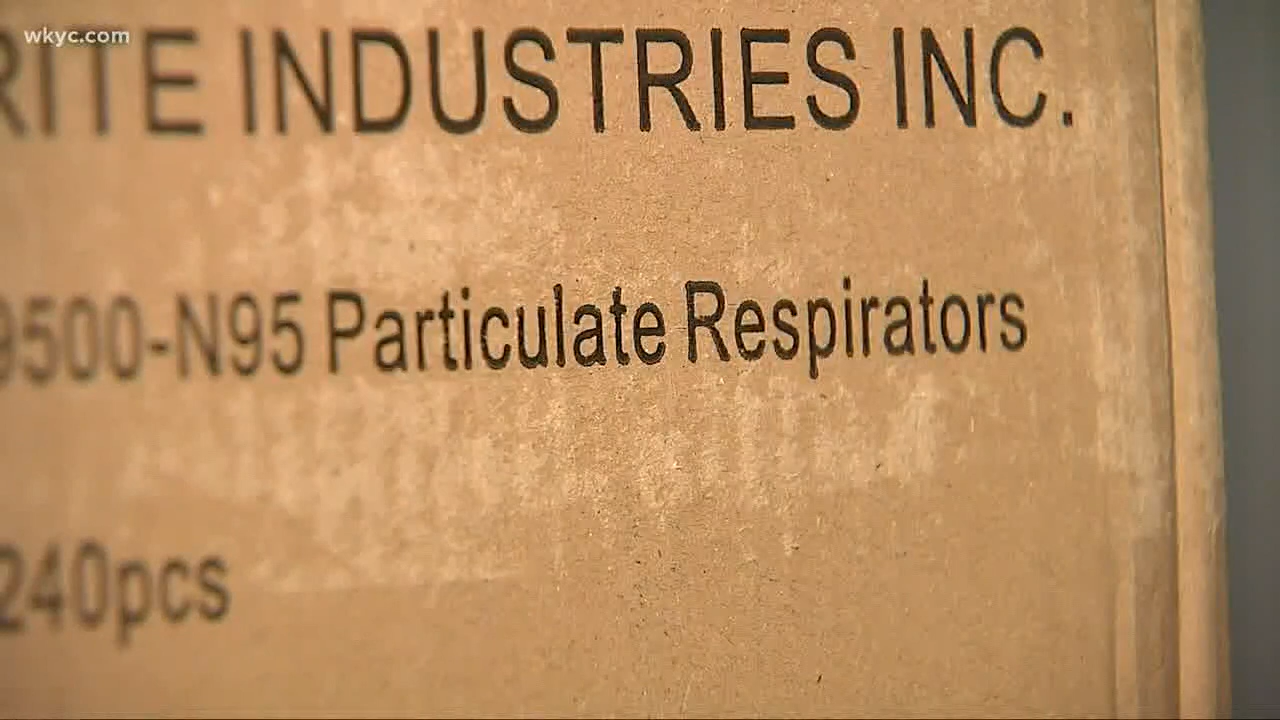 wkyc.com
RITE INDUSTRIES INC.
9500-N95 Particulate Respirators
240pcs